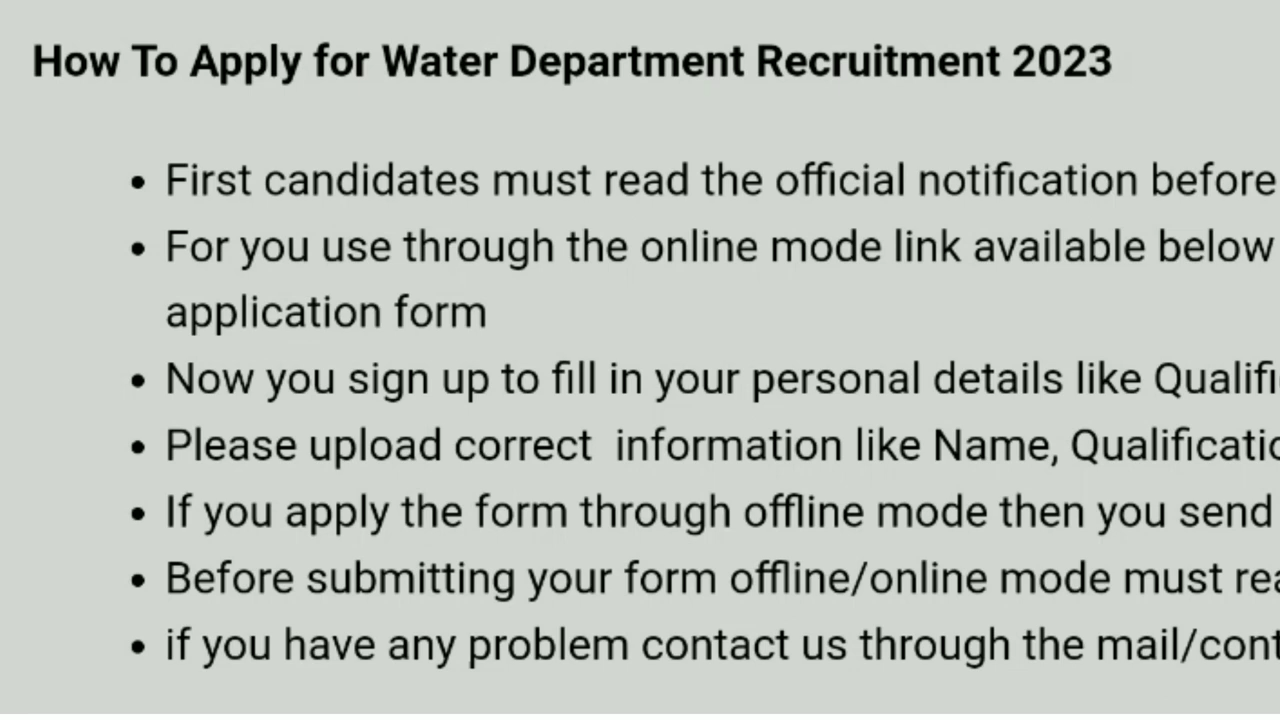 How To Apply for Water Department Recruitment 2023
• First candidates must read the official notification before
• For you use through the online mode link available below
application form
• Now you sign up to fill in your personal details like
• Please upload correct  information like Name,
• If you apply the form through offline mode then you send
• Before submitting your form offline/online mode must
• if you have any problem contact us through the